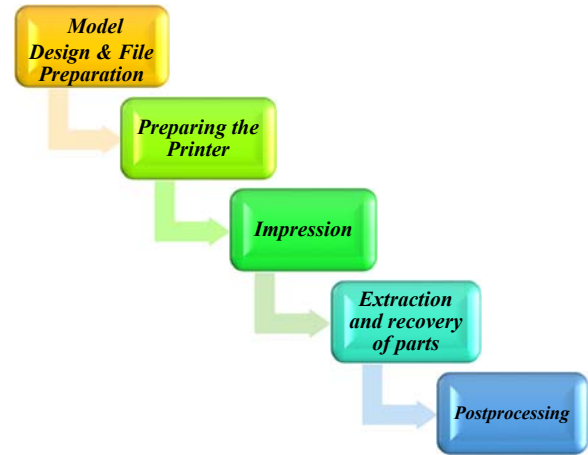 Model
Design & File
Preparation
Preparing the
Printer
Impression
Extraction
and recovery
of parts
Postprocessing